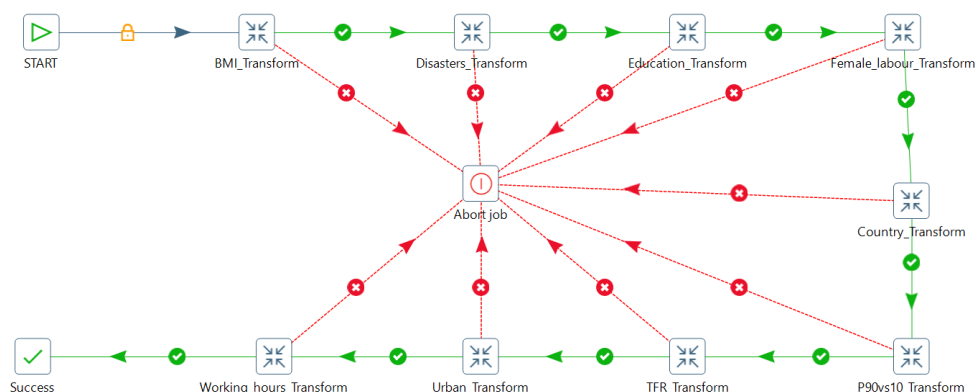 START
BMI_Transform
Disasters_Transform
Education_Transform
Female_labour_Transform
Abort job
Country_Transform
Success
Working_hours_Transform
Urban_Transform
TFR_Transform
P90vs10_Transform